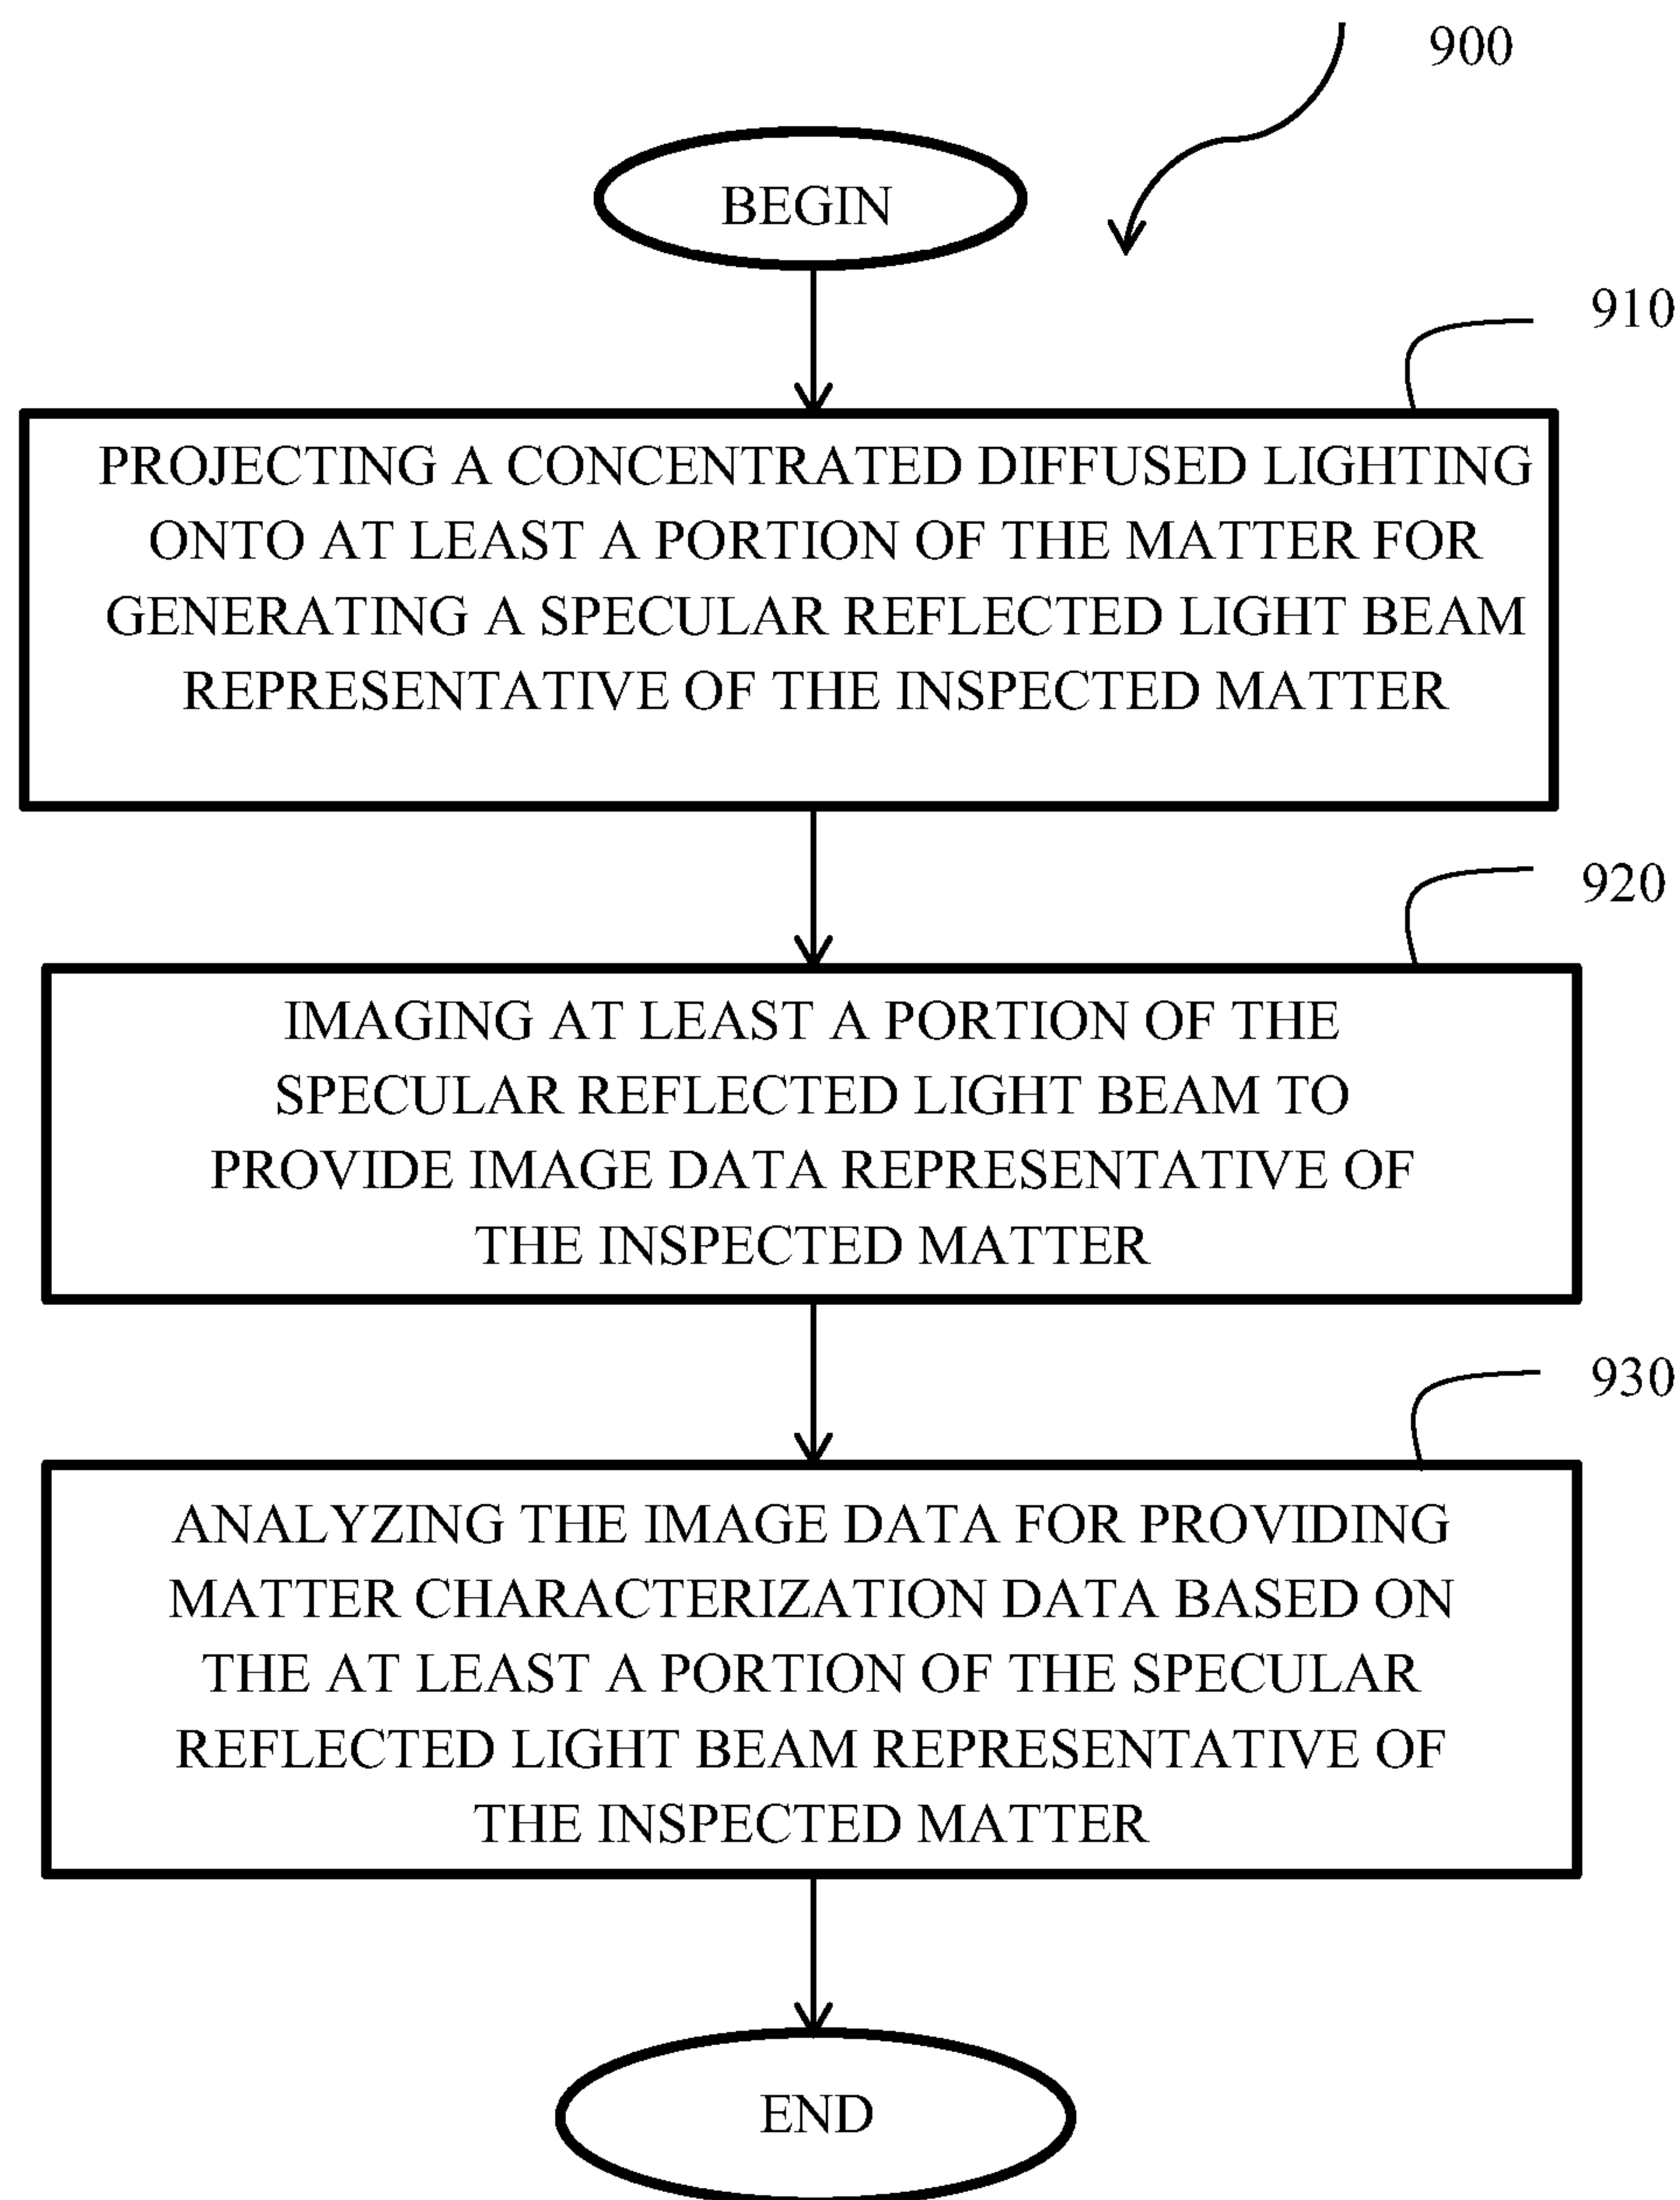 900
BEGIN
910
PROJECTING A CONCENTRATED DIFFUSED LIGHTING
ONTO AT LEAST A PORTION OF THE MATTER FOR
GENERATING A SPECULAR REFLECTED LIGHT BEAM
REPRESENTATIVE OF THE INSPECTED MATTER
920
IMAGING AT LEAST A PORTION OF THE
SPECULAR REFLECTED LIGHT BEAM TO
PROVIDE IMAGE DATA REPRESENTATIVE OF
THE INSPECTED MATTER
930
ANALYZING THE IMAGE DATA FOR PROVIDING
MATTER CHARACTERIZATION DATA BASED ON
THE AT LEAST A PORTION OF THE SPECULAR
REFLECTED LIGHT BEAM REPRESENTATIVE OF
THE INSPECTED MATTER
END